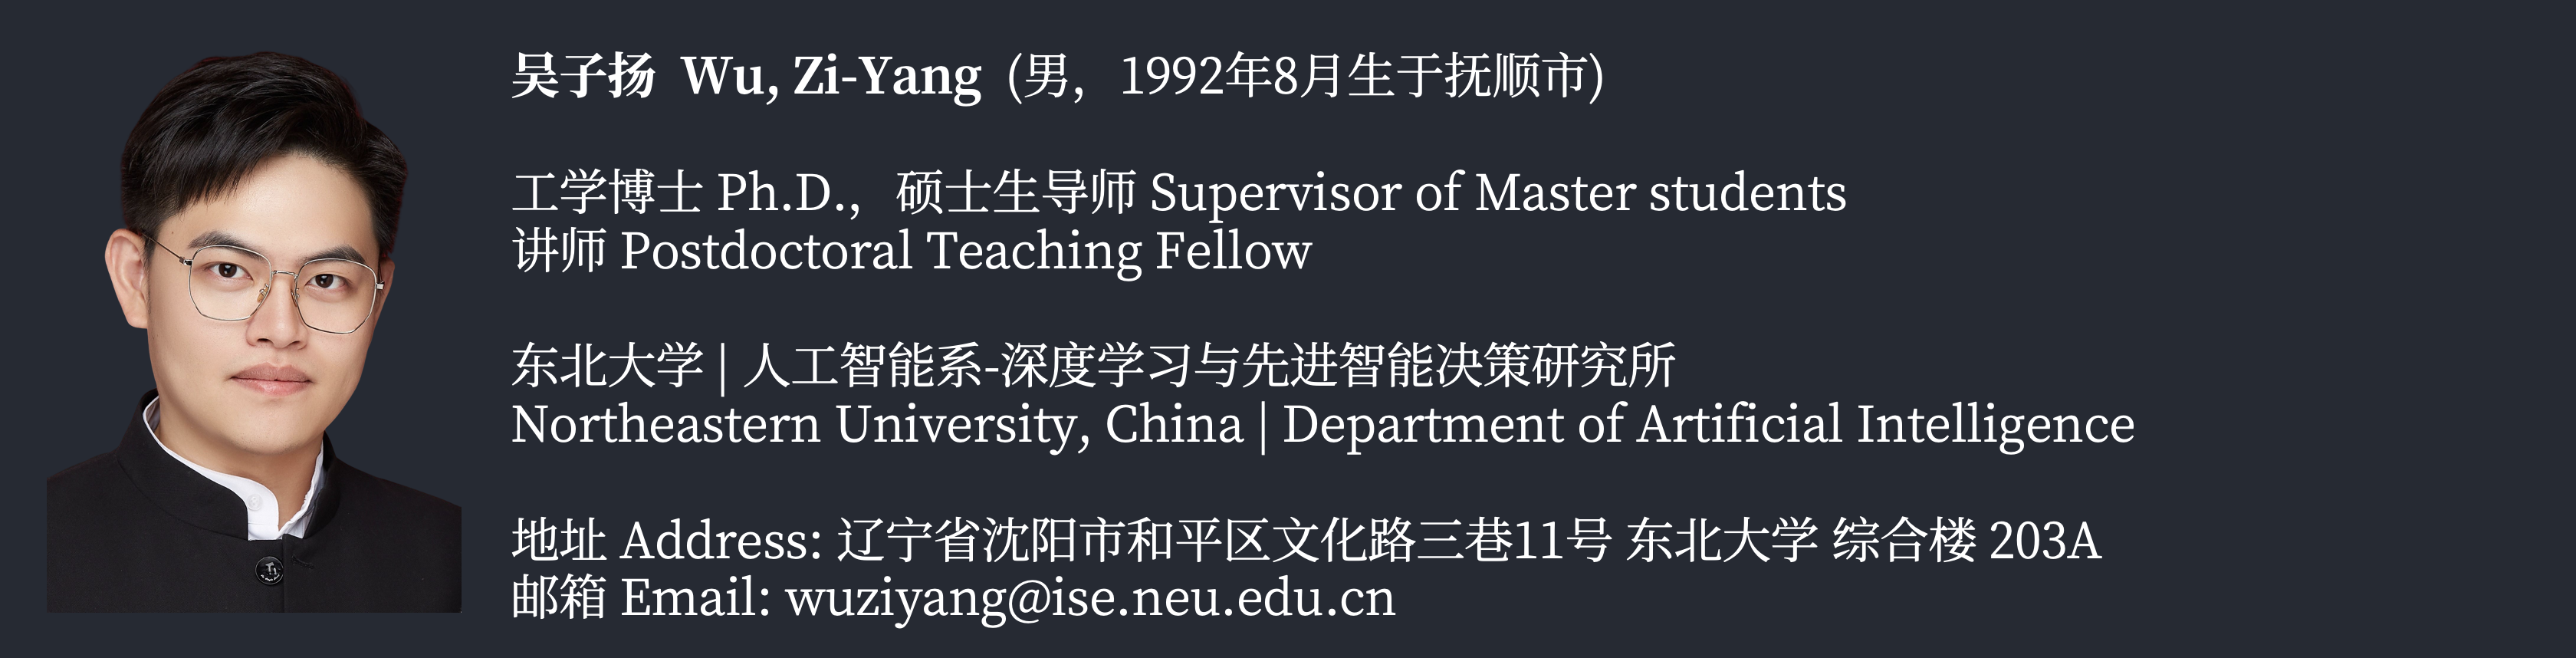 吴子扬 Wu, Zi-Yang (男，1992年8月生于抚顺市)
工学博士 Ph.D.，硕士生导师 Supervisor of Master students
讲师 Postdoctoral Teaching Fellow
东北大学 | 人工智能系-深度学习与先进智能决策研究所
Northeastern University, China | Department of Artificial Intelligence
地址 Address: 辽宁省沈阳市和平区文化路三巷11号 东北大学 综合楼 203A
邮箱 Email: wuziyang@ise.neu.edu.cn